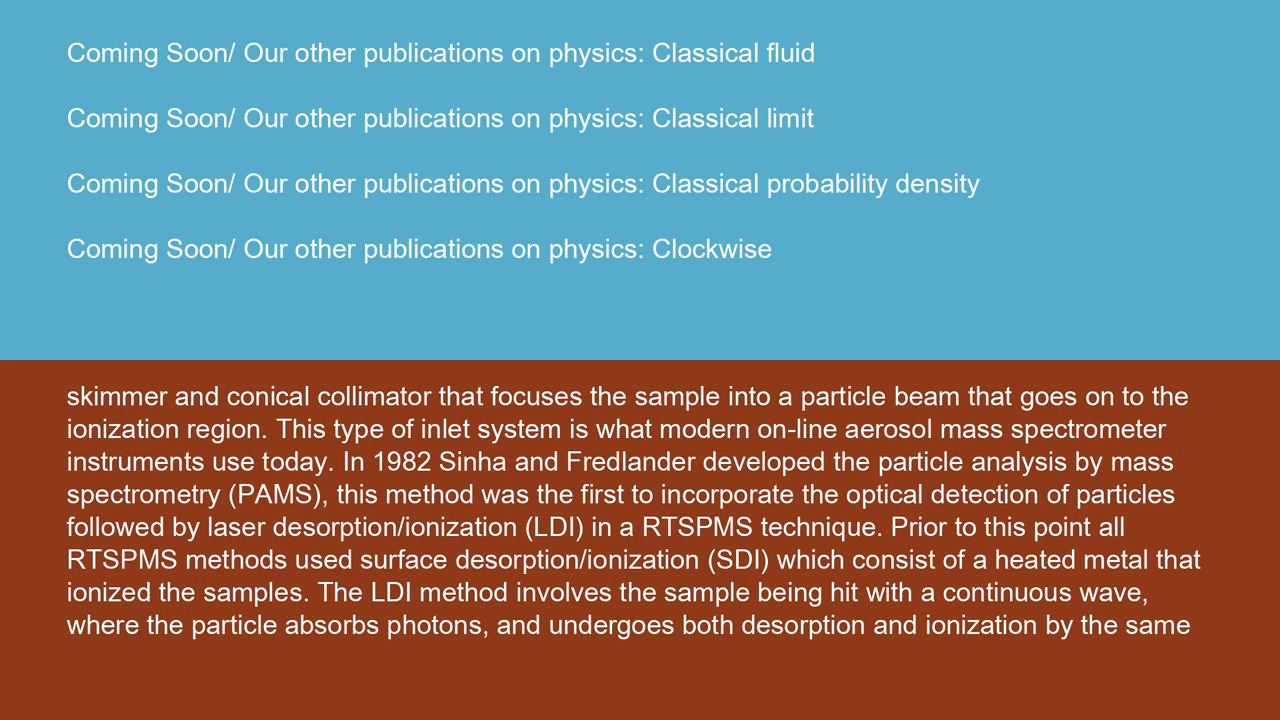 Coming Soon/ Our other publications on physics: Classical fluid
Coming Soon/ Our other publications on physics: Classical limit
Coming Soon/ Our other publications on physics: Classical probability density
Coming Soon/ Our other publications on physics: Clockwise
skimmer and conical collimator that focuses the sample into a particle beam that goes on to the
ionization region. This type of inlet system is what modern on-line aerosol mass spectrometer
instruments use today. In 1982 Sinha and Fredlander developed the particle analysis by mass
spectrometry (PAMS), this method was the first to incorporate the optical detection of particles
followed by laser desorption/ionization (LDI) in a RTSPMS technique. Prior to this point all
RTSPMS methods used surface desorption/ionization (SDI) which consist of a heated metal that
ionized the samples. The LDI method involves the sample being hit with a continuous wave,
where the particle absorbs photons, and undergoes both desorption and ionization by the same